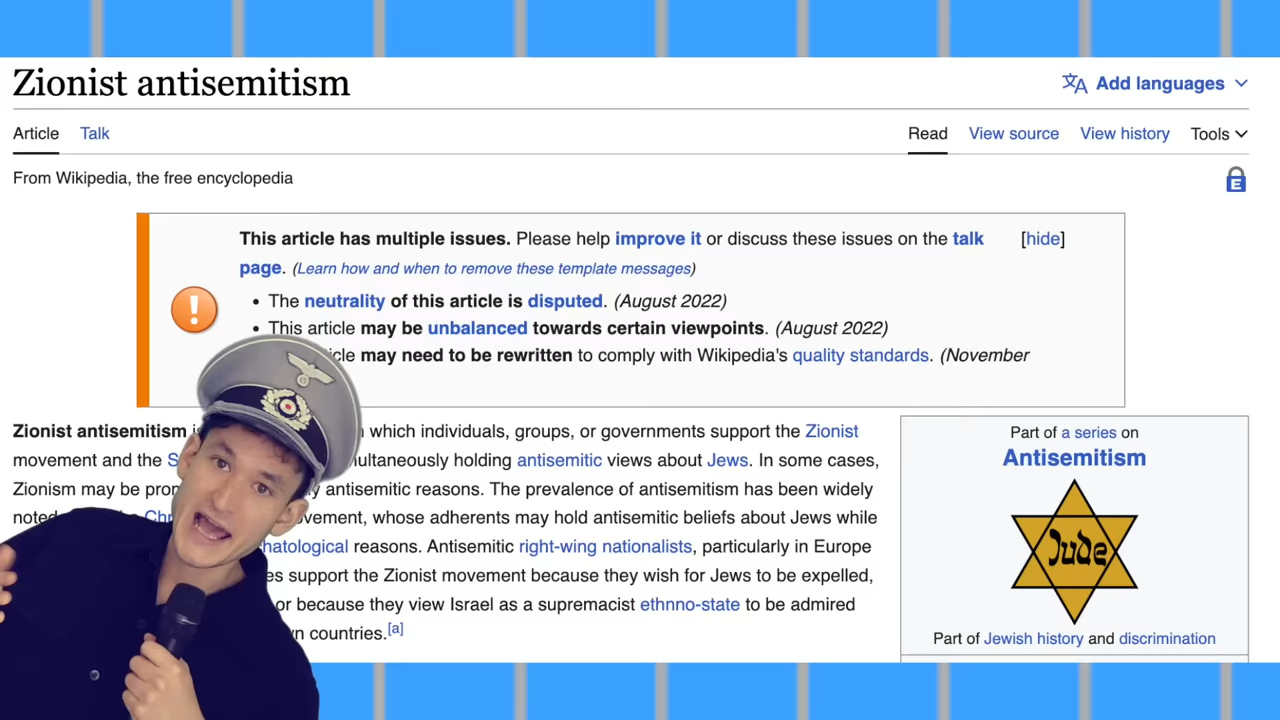 Zionist antisemitism
Add languages
Article Talk Read View source View history Tools
From Wikipedia, the free encyclopedia
E
This article has multiple issues. Please help improve it or discuss these issues on the talk [hide]
page. (Learn how and when to remove these template messages)
• The neutrality of this article is disputed. (August 2022)
• This article may be unbalanced towards certain viewpoints. (August 2022)
may need to be rewritten to comply with Wikipedia's quality standards. (November
Zionist antisemitism which individuals, groups, or governments support the Zionist
movement and the holding antisemitic views about Jews. In some cases,
Zionism may be antisemitic reasons. The prevalence of antisemitism has been widely
whose adherents may hold antisemitic beliefs about Jews while
reasons. Antisemitic right-wing nationalists, particularly in Europe
support the Zionist movement because they wish for Jews to be expelled,
or because they view Israel as a supremacist ethnno-state to be admired
countries.[a]
Part of a series on
Antisemitism
Jude
Part of Jewish history and discrimination